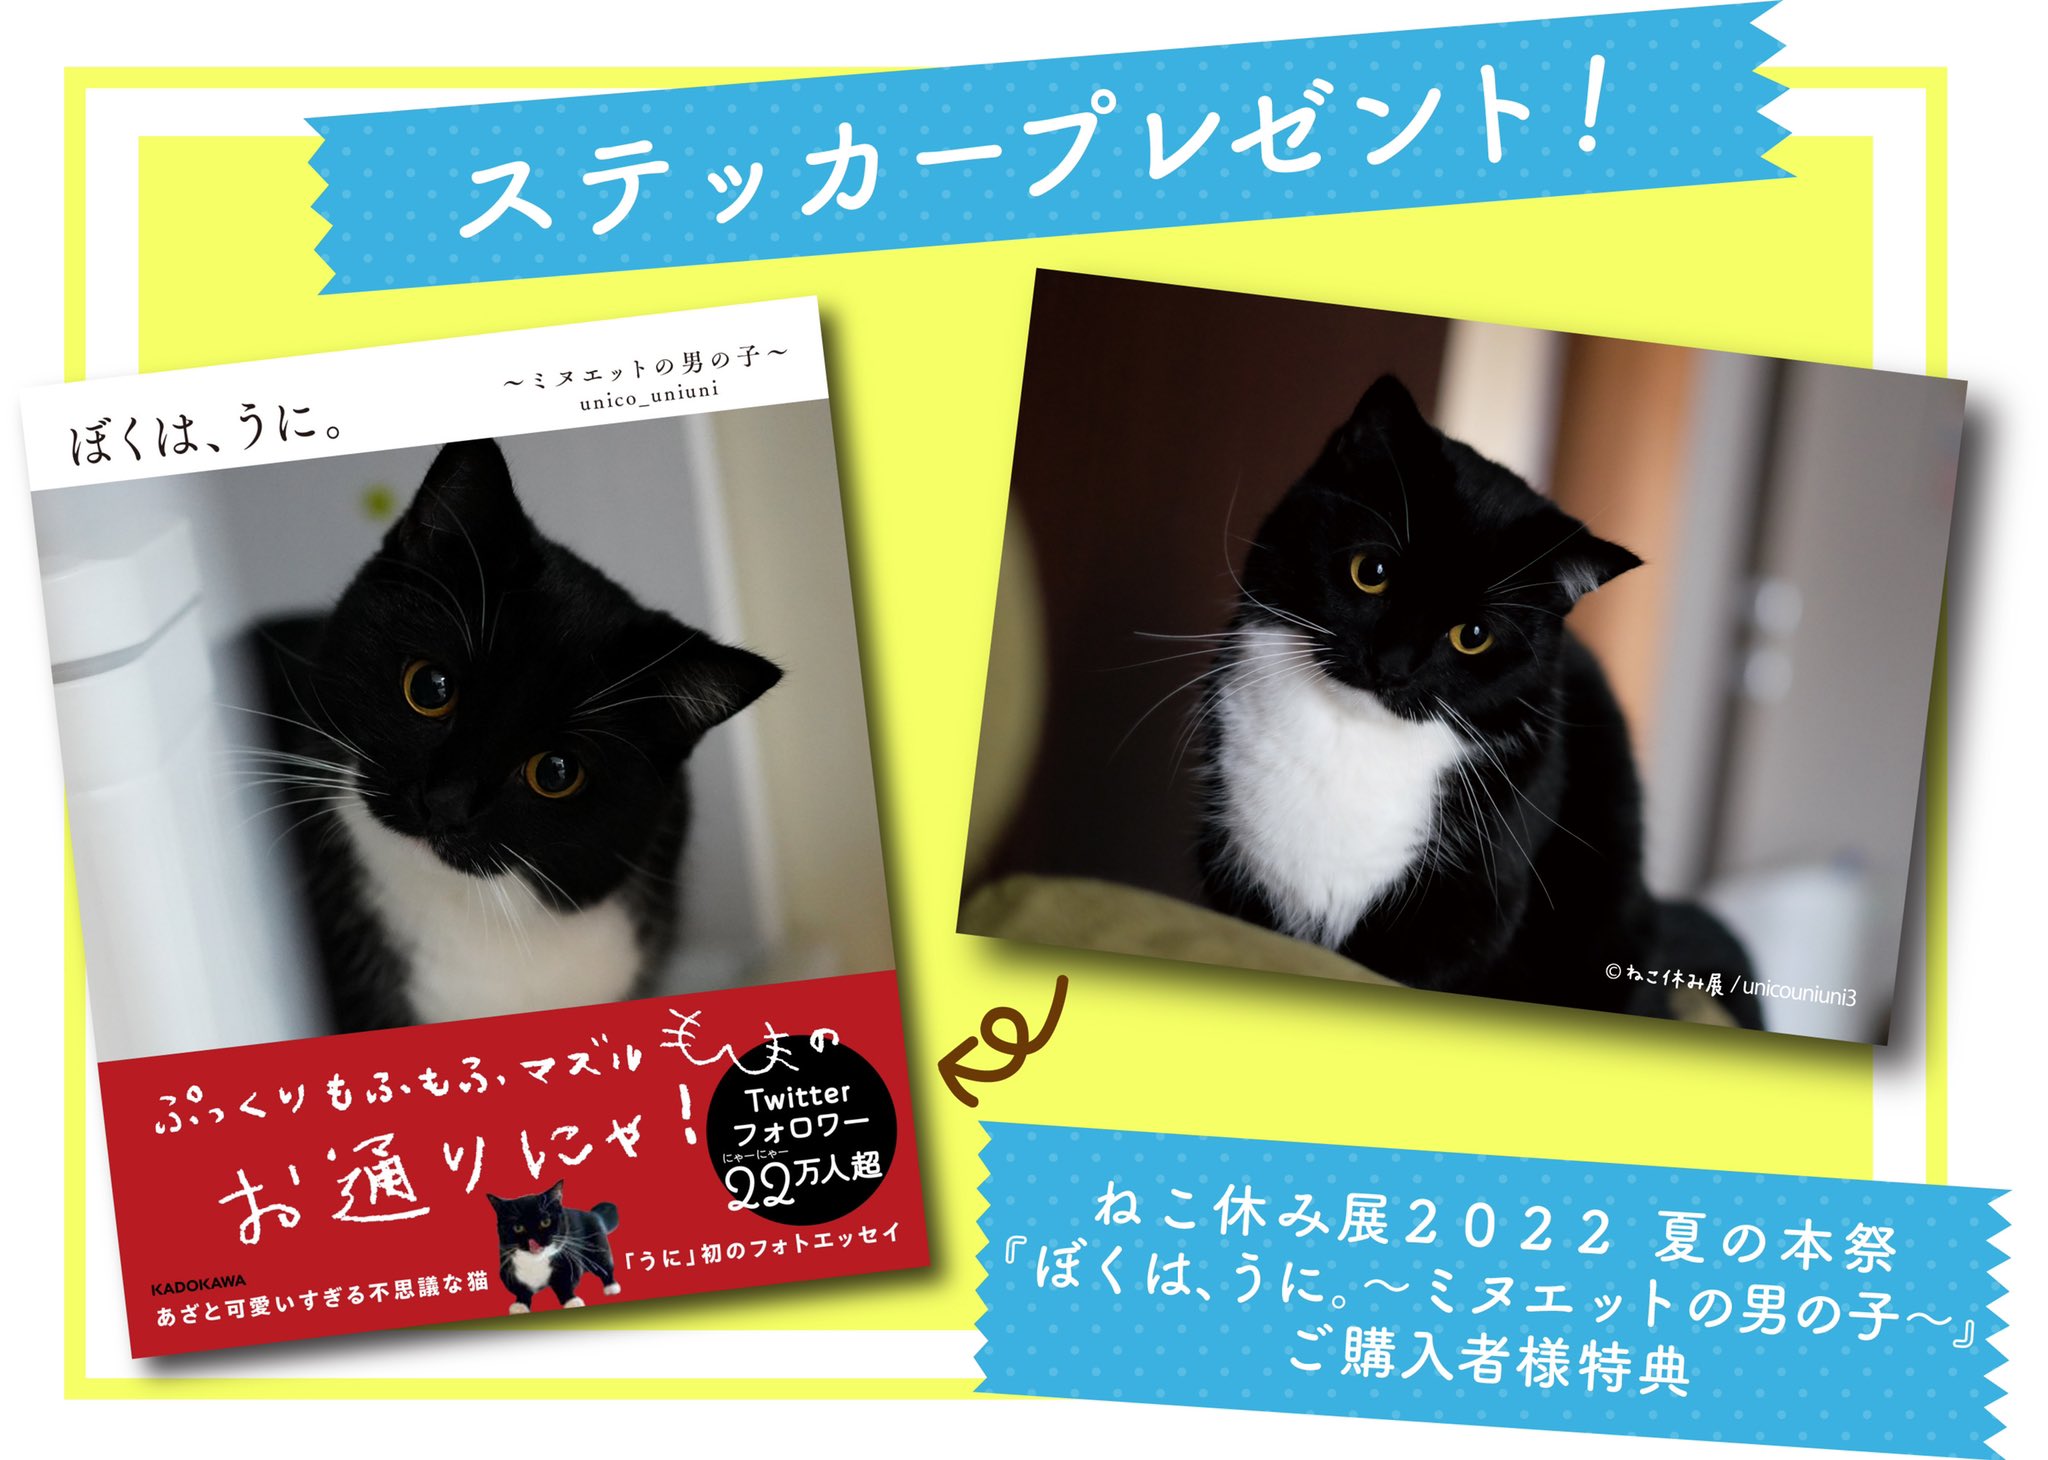 ステッカープレゼント！
ぼくは、うに。
〜ミヌエットの男の子〜
unico_uniuni
©ねこ休み展 / unicouniuni3
ぷっくりもふもふマズルの
お通りにゃ！
Twitter
フォロワー
にゃーにゃー
22万人超
KADOKAWA
あざと可愛いすぎる不思議な猫
「うに」初のフォトエッセイ
ねこ休み展２０２２ 夏の本祭
『ぼくは、うに。〜ミヌエットの男の子〜』
ご購入者様特典